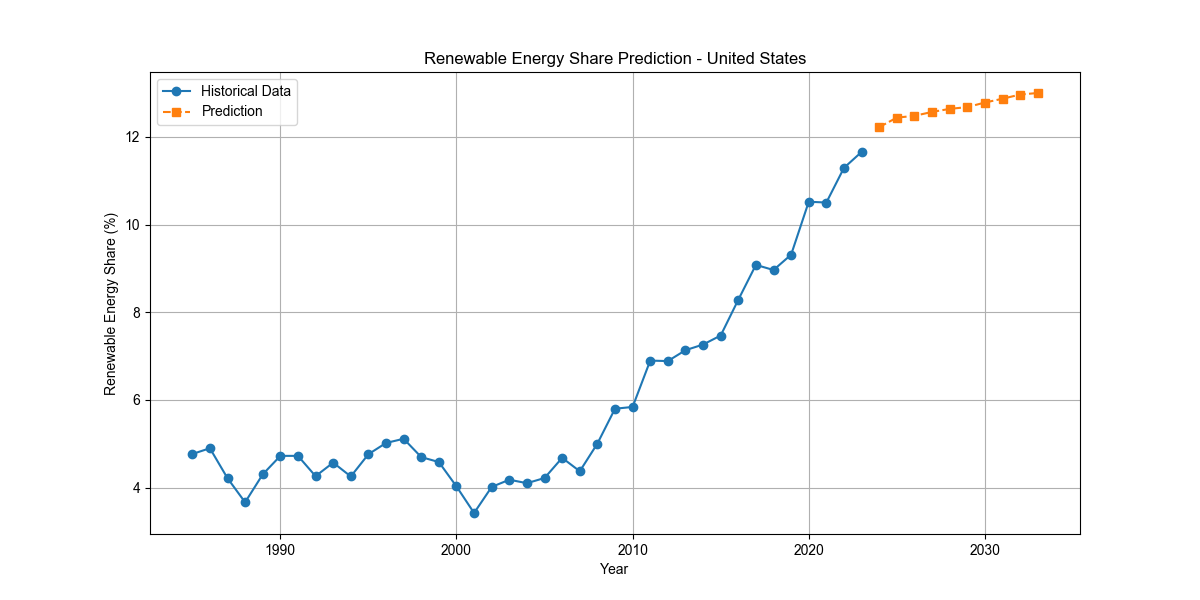 Renewable Energy Share Prediction - United States
Historical Data
Prediction
12
10
8
6
4
Renewable Energy Share (%)
1990
2000
2010
2020
2030
Year